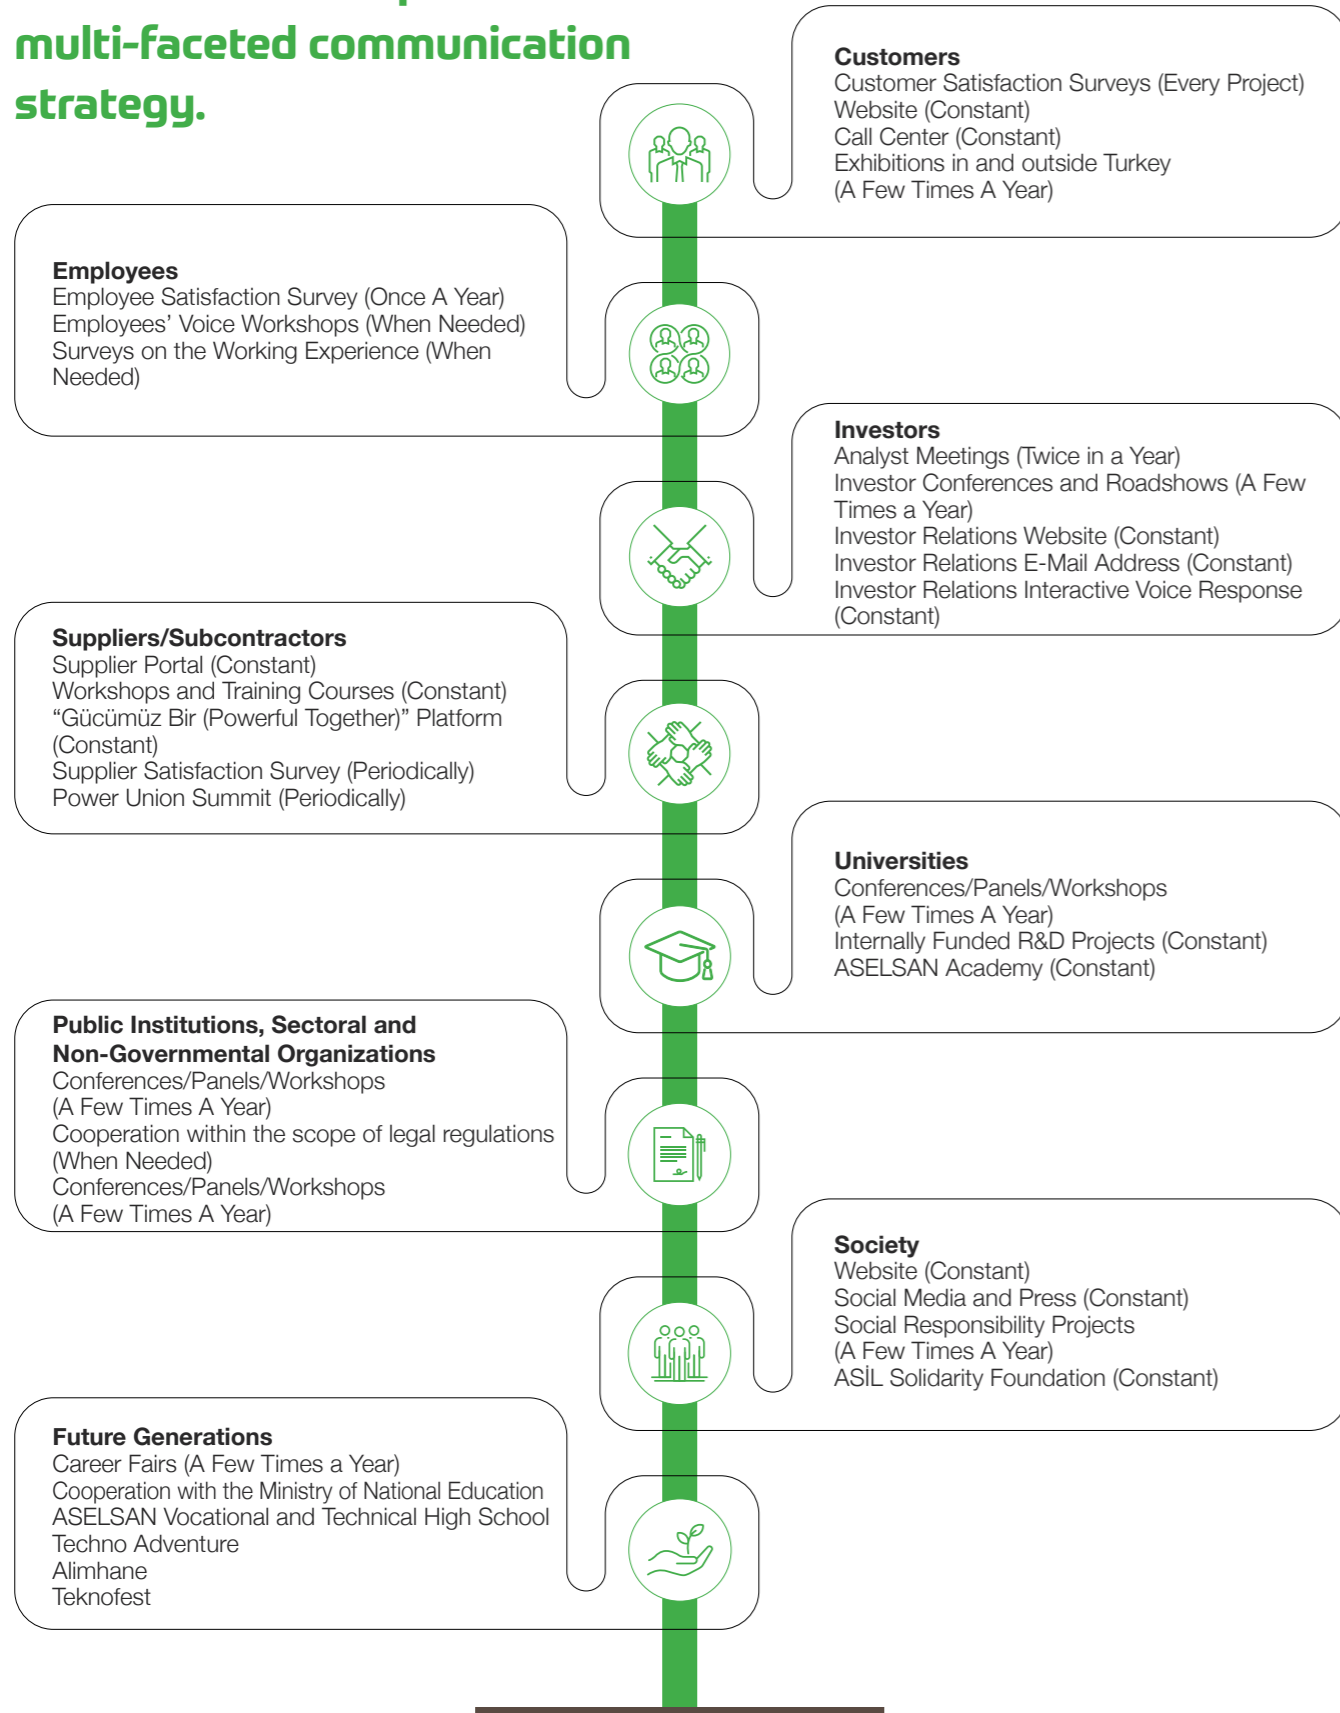 multi-faceted communication
strategy.
Customers
Customer Satisfaction Surveys (Every Project)
Website (Constant)
Call Center (Constant)
Exhibitions in and outside Turkey
(A Few Times A Year)
Employees
Employee Satisfaction Survey (Once A Year)
Employees’ Voice Workshops (When Needed)
Surveys on the Working Experience (When
Needed)
Investors
Analyst Meetings (Twice in a Year)
Investor Conferences and Roadshows (A Few
Times a Year)
Investor Relations Website (Constant)
Investor Relations E-Mail Address (Constant)
Investor Relations Interactive Voice Response
(Constant)
Suppliers/Subcontractors
Supplier Portal (Constant)
Workshops and Training Courses (Constant)
“Gücümüz Bir (Powerful Together)” Platform
(Constant)
Supplier Satisfaction Survey (Periodically)
Power Union Summit (Periodically)
Universities
Conferences/Panels/Workshops
(A Few Times A Year)
Internally Funded R&D Projects (Constant)
ASELSAN Academy (Constant)
Public Institutions, Sectoral and
Non-Governmental Organizations
Conferences/Panels/Workshops
(A Few Times A Year)
Cooperation within the scope of legal regulations
(When Needed)
Conferences/Panels/Workshops
(A Few Times A Year)
Society
Website (Constant)
Social Media and Press (Constant)
Social Responsibility Projects
(A Few Times A Year)
ASİL Solidarity Foundation (Constant)
Future Generations
Career Fairs (A Few Times a Year)
Cooperation with the Ministry of National Education
ASELSAN Vocational and Technical High School
Techno Adventure
Alimhane
Teknofest